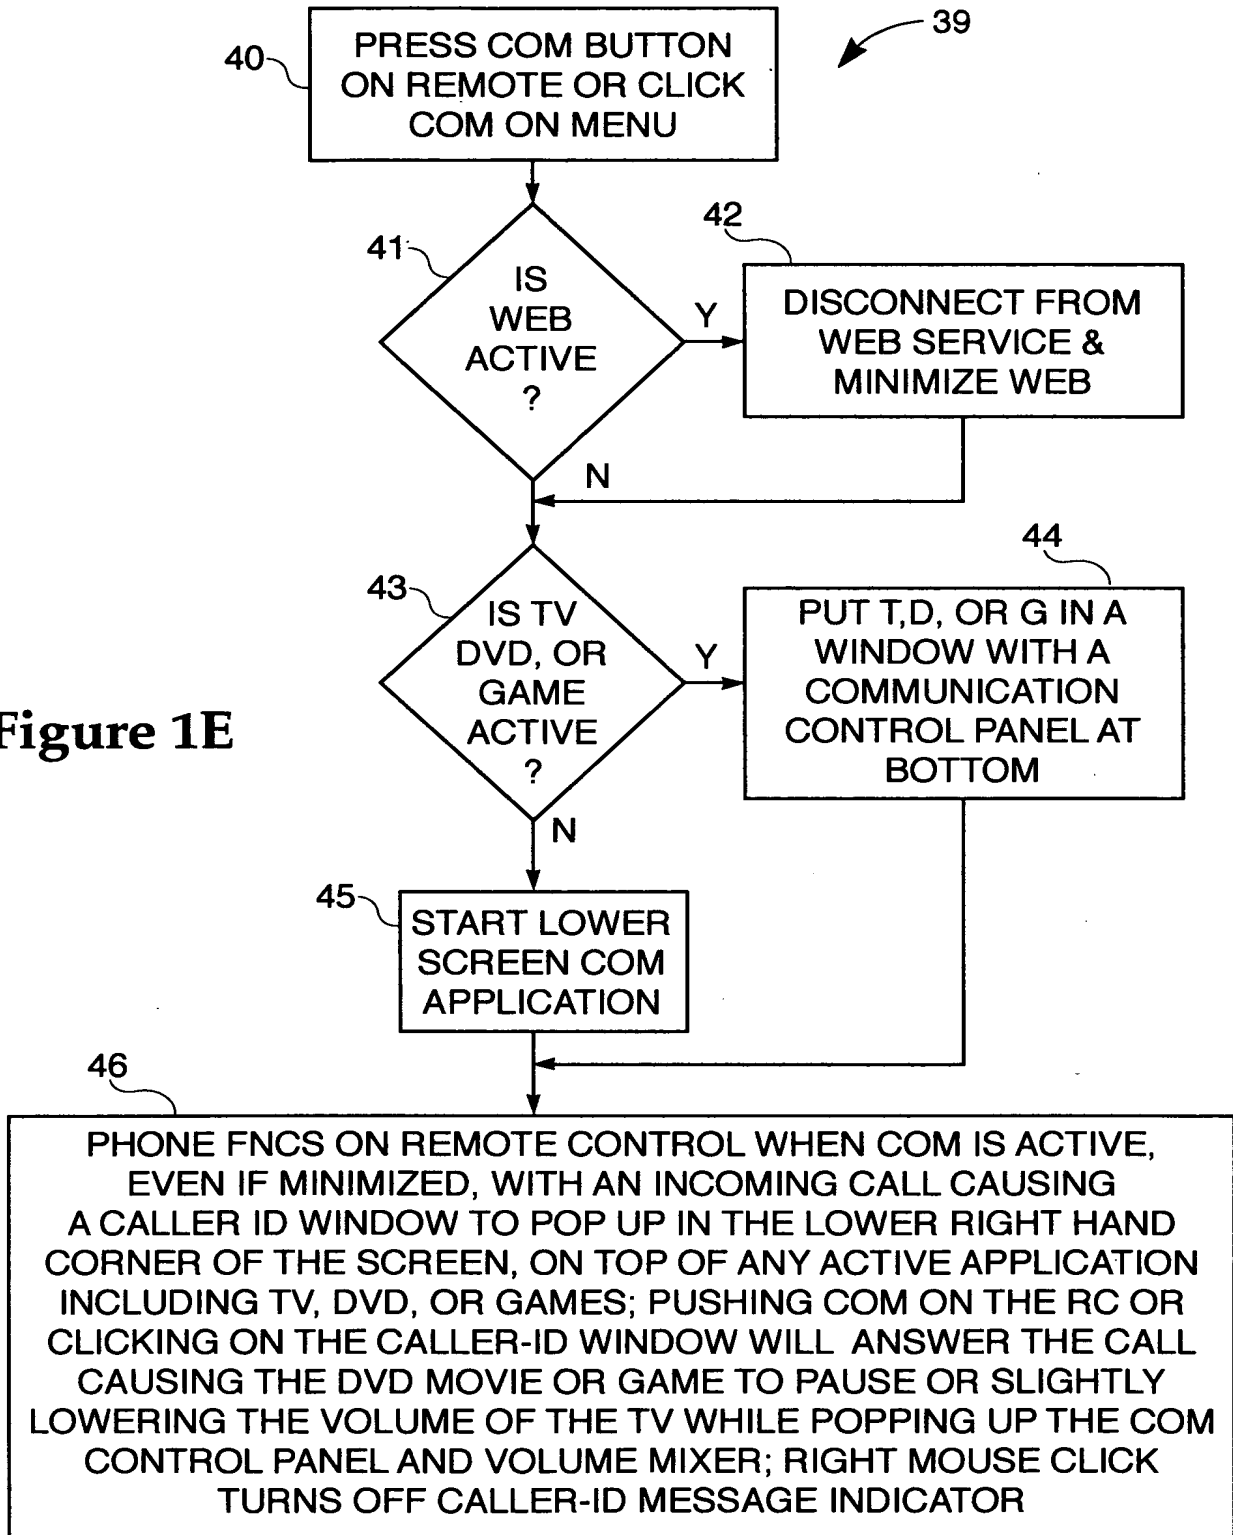 39
40
PRESS COM BUTTON
ON REMOTE OR CLICK
COM ON MENU
41
IS
WEB
ACTIVE
?
Y
42
DISCONNECT FROM
WEB SERVICE &
MINIMIZE WEB
N
43
IS TV
DVD, OR
GAME
ACTIVE
?
Y
44
PUT T,D, OR G IN A
WINDOW WITH A
COMMUNICATION
CONTROL PANEL AT
BOTTOM
Figure 1E
N
45
START LOWER
SCREEN COM
APPLICATION
46
PHONE FNCS ON REMOTE CONTROL WHEN COM IS ACTIVE,
EVEN IF MINIMIZED, WITH AN INCOMING CALL CAUSING
A CALLER ID WINDOW TO POP UP IN THE LOWER RIGHT HAND
CORNER OF THE SCREEN, ON TOP OF ANY ACTIVE APPLICATION
INCLUDING TV, DVD, OR GAMES; PUSHING COM ON THE RC OR
CLICKING ON THE CALLER-ID WINDOW WILL ANSWER THE CALL
CAUSING THE DVD MOVIE OR GAME TO PAUSE OR SLIGHTLY
LOWERING THE VOLUME OF THE TV WHILE POPPING UP THE COM
CONTROL PANEL AND VOLUME MIXER; RIGHT MOUSE CLICK
TURNS OFF CALLER-ID MESSAGE INDICATOR